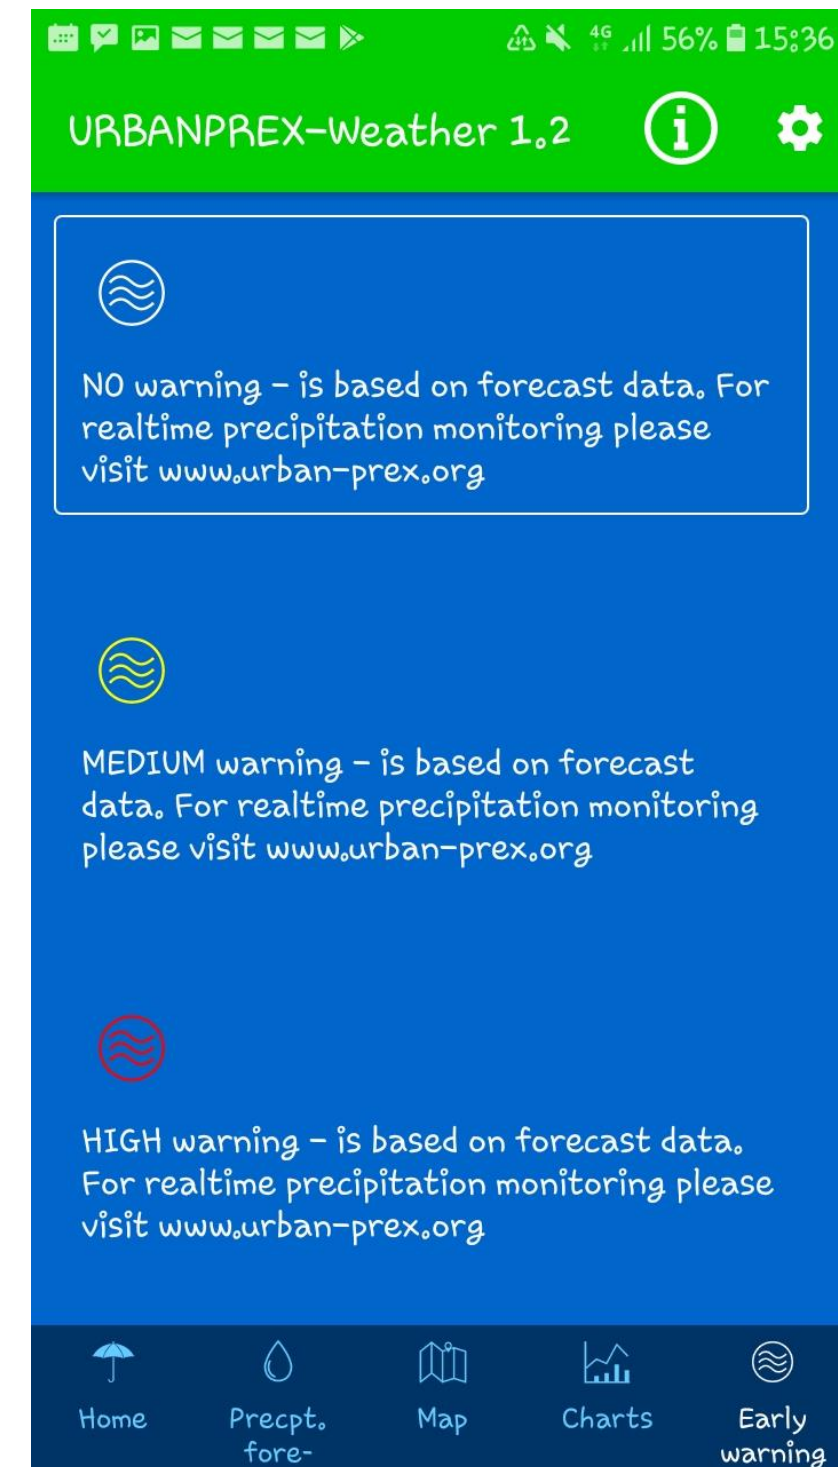 4G 56% 15:36
URBANPREX-Weather 1.2
NO warning - is based on forecast data. For
realtime precipitation monitoring please
visit www.urban-prex.org
MEDIUM warning - is based on forecast
data. For realtime precipitation monitoring
please visit www.urban-prex.org
HIGH warning - is based on forecast data.
For realtime precipitation monitoring please
visit www.urban-prex.org
Home Precpt. Map Charts Early
fore- warning